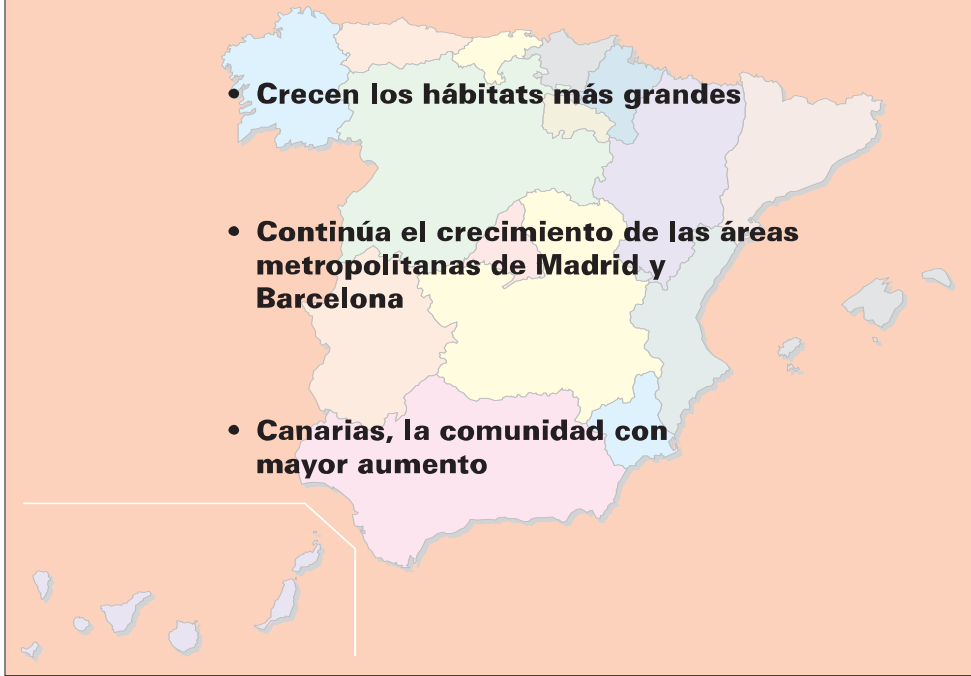 • Crecen los hábitats más grandes
• Continúa el crecimiento de las áreas
metropolitanas de Madrid y
Barcelona
• Canarias, la comunidad con
mayor aumento